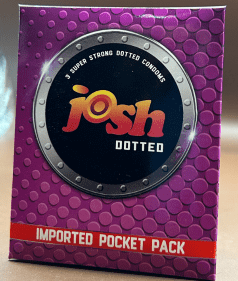 3 SUPER STRONG DOTTED CONDOMS
josh
DOTTED
IMPORTED POCKET PACK